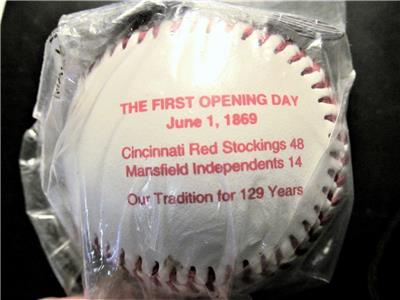 THE FIRST OPENING DAY
June 1, 1869
Cincinnati Red Stockings 48
Mansfield Independents 14
Our Tradition for 129 Years